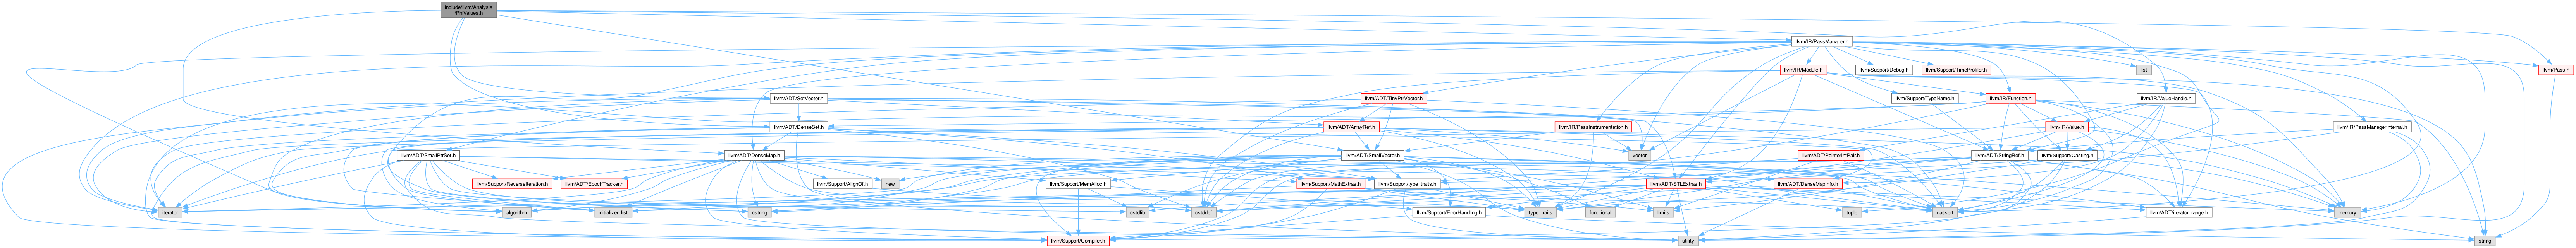 include/llvm/Analysis
/PhiValues.h
llvm/IR/PassManager.h
llvm/IR/Module.h
llvm/Support/Debug.h
llvm/Support/TimeProfiler.h
list
llvm/Pass.h
llvm/ADT/SetVector.h
llvm/ADT/TinyPtrVector.h
llvm/Support/TypeName.h
llvm/IR/Function.h
llvm/IR/ValueHandle.h
llvm/ADT/DenseSet.h
llvm/ADT/ArrayRef.h
llvm/IR/PassInstrumentation.h
llvm/IR/Value.h
llvm/IR/PassManagerInternal.h
llvm/ADT/SmallPtrSet.h
llvm/ADT/DenseMap.h
llvm/ADT/SmallVector.h
vector
llvm/ADT/PointerIntPair.h
llvm/ADT/StringRef.h
llvm/Support/Casting.h
llvm/Support/ReverseIteration.h
llvm/ADT/EpochTracker.h
llvm/Support/AlignOf.h
new
llvm/Support/MemAlloc.h
llvm/Support/MathExtras.h
llvm/Support/type_traits.h
llvm/ADT/STLExtras.h
llvm/ADT/DenseMapInfo.h
iterator
algorithm
initializer_list
cstring
cstdlib
cstddef
llvm/Support/ErrorHandling.h
type_traits
functional
limits
tuple
cassert
llvm/ADT/iterator_range.h
memory
llvm/Support/Compiler.h
utility
string